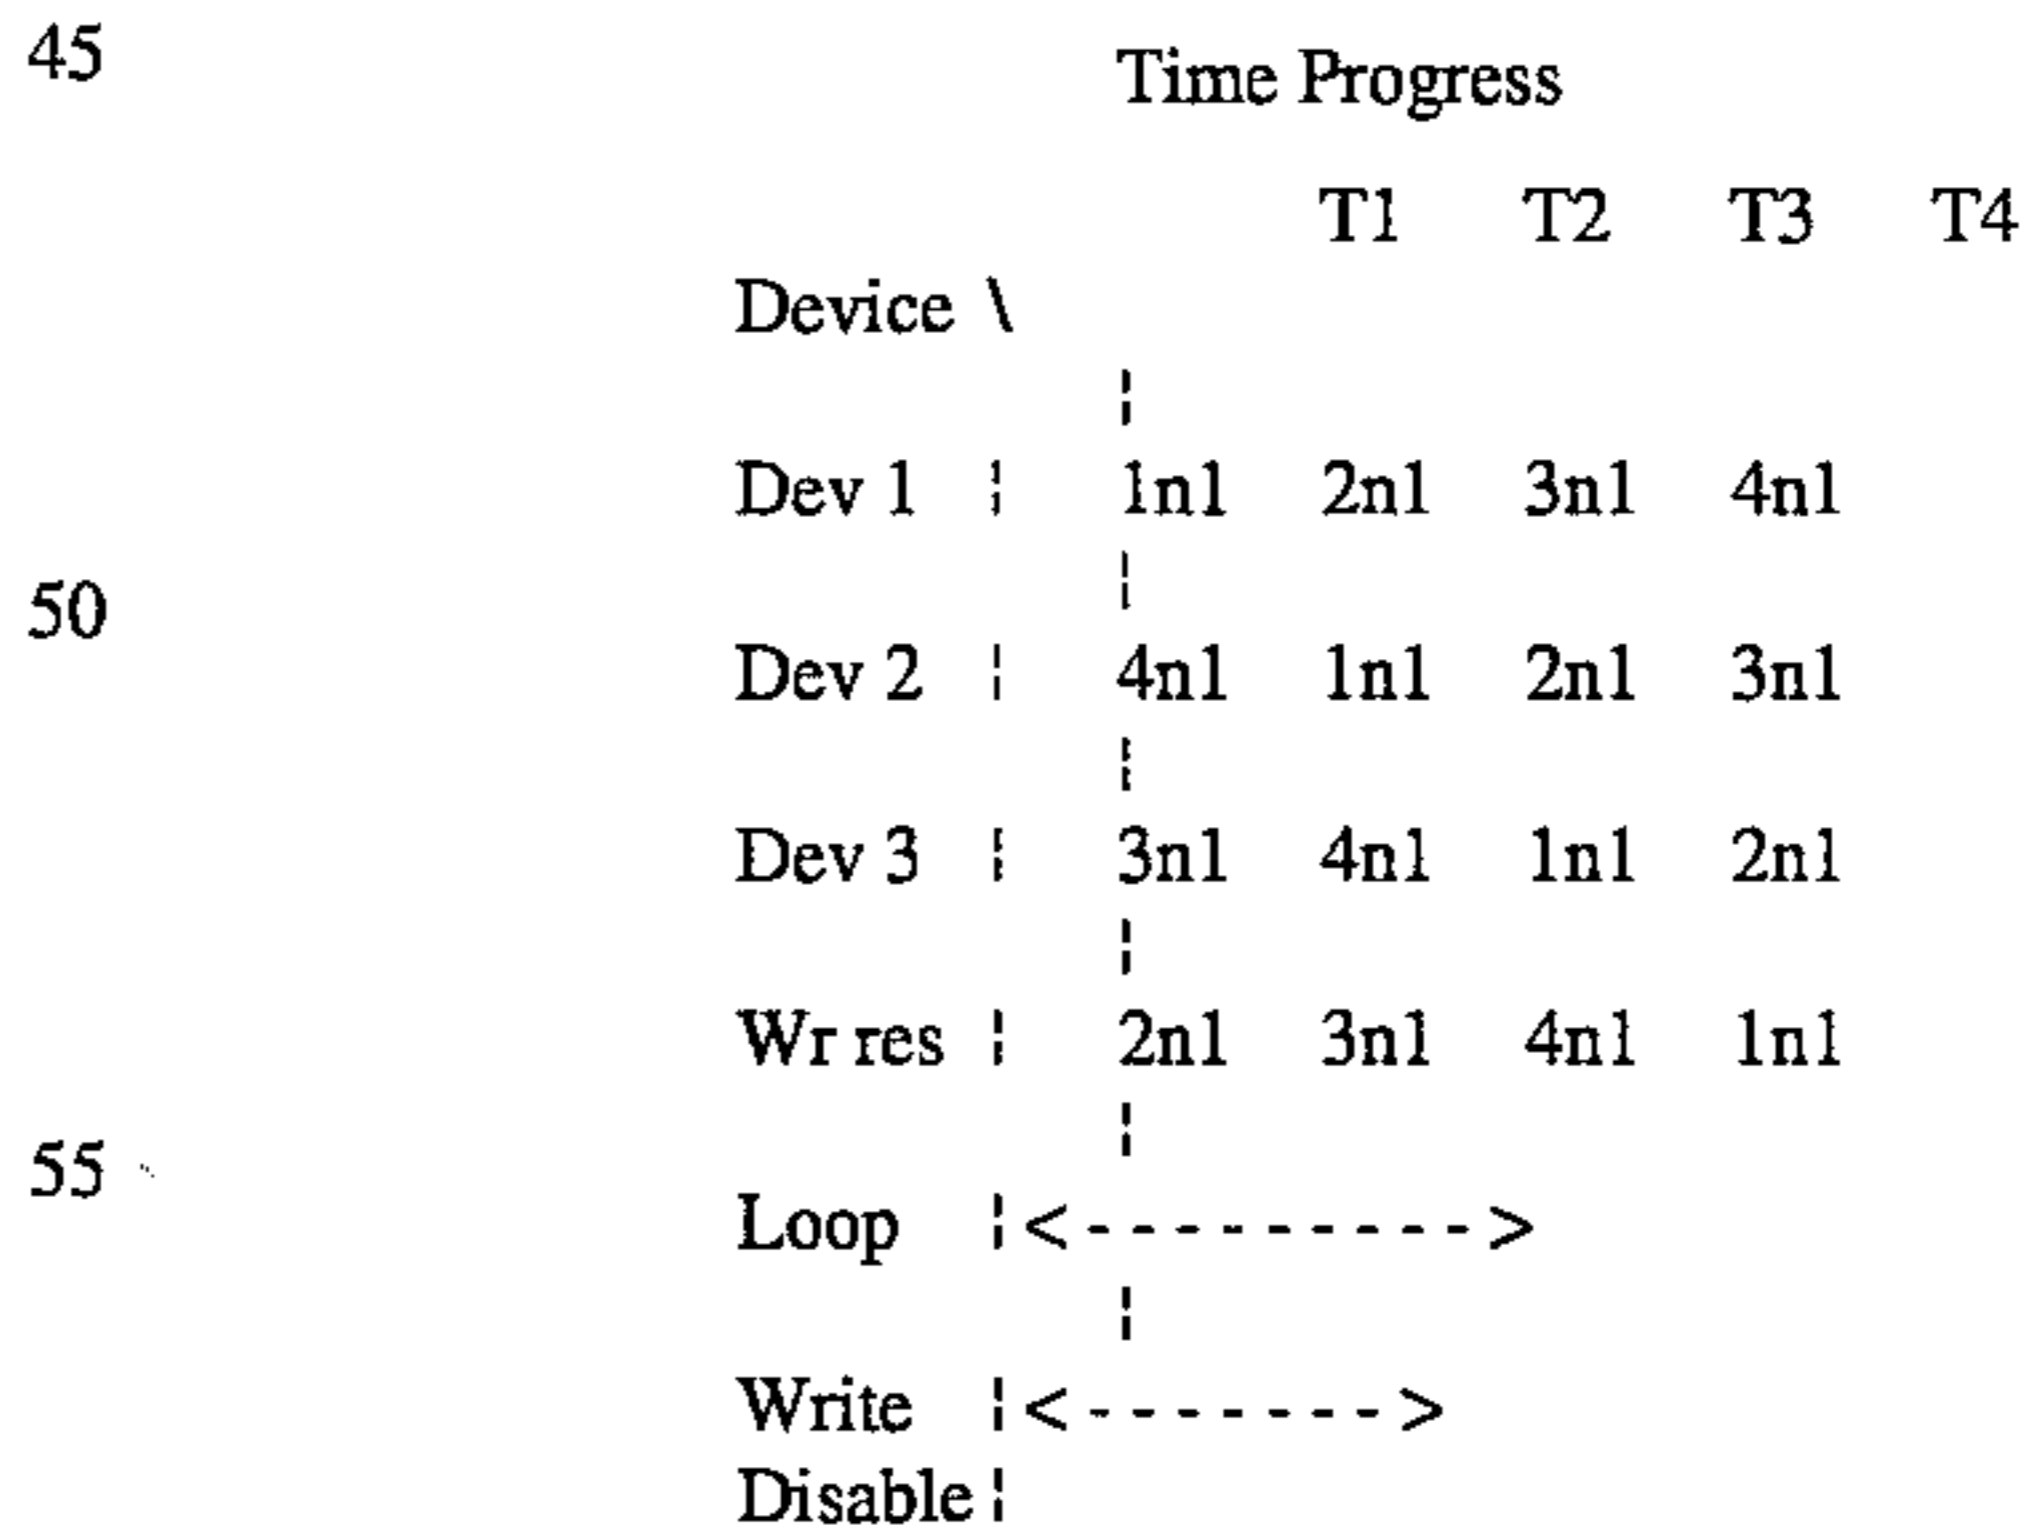 45 Time Progress
T1 T2 T3 T4
Device \
¦
Dev 1 ¦ 1n1 2n1 3n1 4n1
¦
50
Dev 2 ¦ 4n1 1n1 2n1 3n1
¦
Dev 3 ¦ 3n1 4n1 1n1 2n1
¦
Wr res ¦ 2n1 3n1 4n1 1n1
¦
55
Loop ¦ < - - - - - - - - - >
¦
Write ¦ < - - - - - - - >
Disable ¦